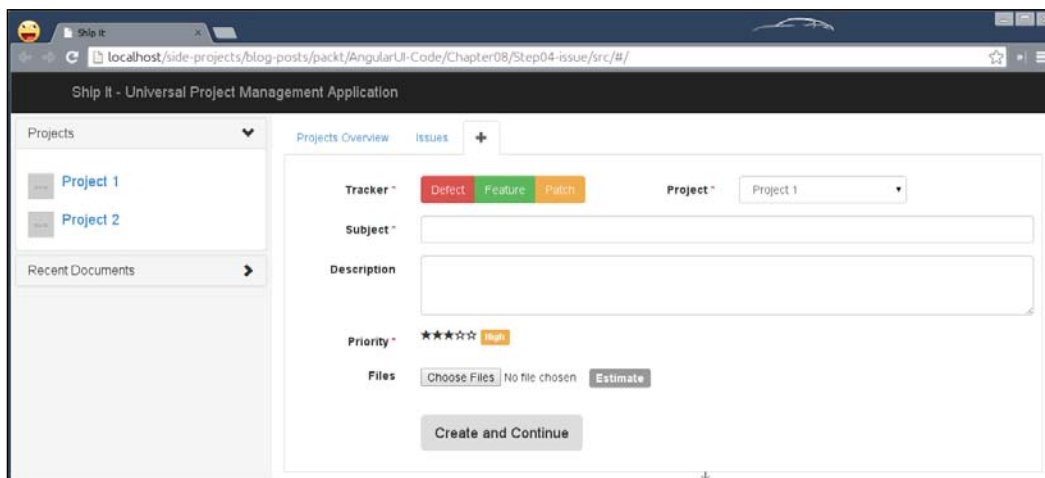 Ship It
localhost/side-projects/blog-posts/packt/AngularUI-Code/Chapter08/Step04-issue/src/#/
Ship It - Universal Project Management Application
Projects
Project 1
Project 2
Recent Documents
Projects Overview Issues
Tracker * Defect Feature Patch Project * Project 1
Subject *
Description
Priority * High
Files Choose Files No file chosen Estimate
Create and Continue